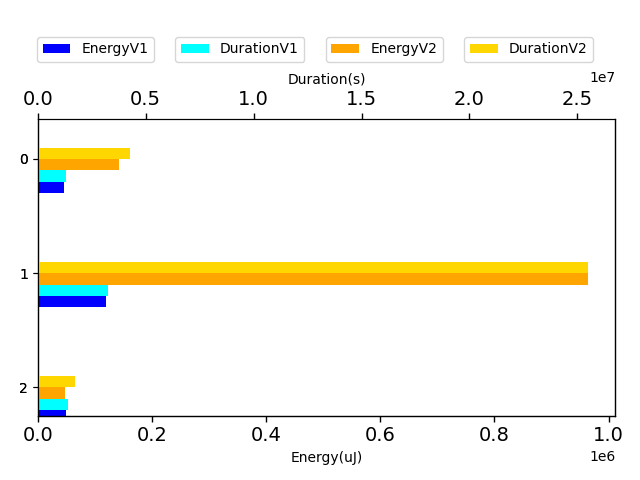 EnergyV1 DurationV1 EnergyV2 DurationV2
Duration(s) 1e7
0.0 0.5 1.0 1.5 2.0 2.5
0
1
2
0.0 0.2 0.4 0.6 0.8 1.0
Energy(uJ) 1e6